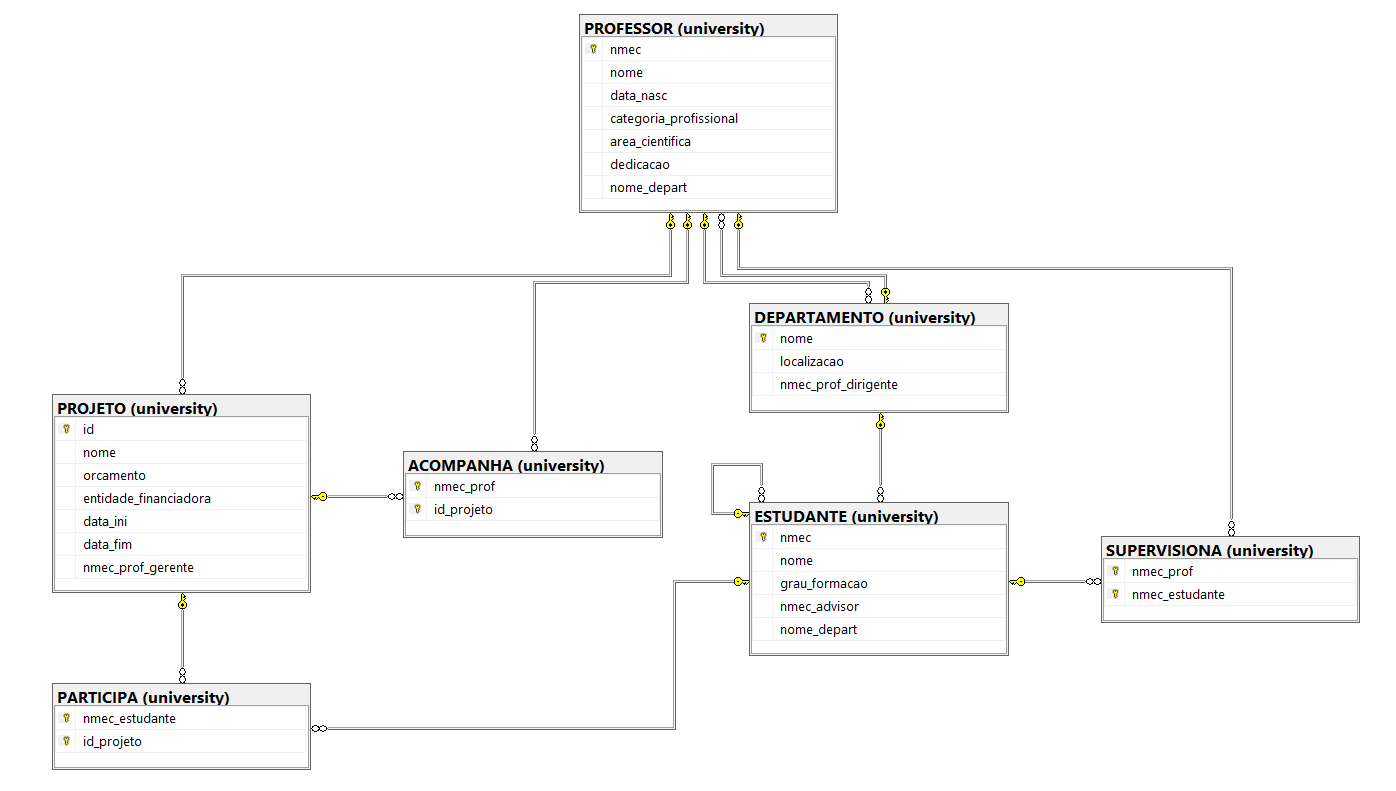 PROFESSOR (university)
nmec
nome
data_nasc
categoria_profissional
area_cientifica
dedicacao
nome_depart
DEPARTAMENTO (university)
nome
localizacao
nmec_prof_dirigente
PROJETO (university)
id
nome
orcamento
entidade_financiadora
data_ini
data_fim
nmec_prof_gerente
ACOMPANHA (university)
nmec_prof
id_projeto
ESTUDANTE (university)
nmec
nome
grau_formacao
nmec_advisor
nome_depart
SUPERVISIONA (university)
nmec_prof
nmec_estudante
PARTICIPA (university)
nmec_estudante
id_projeto